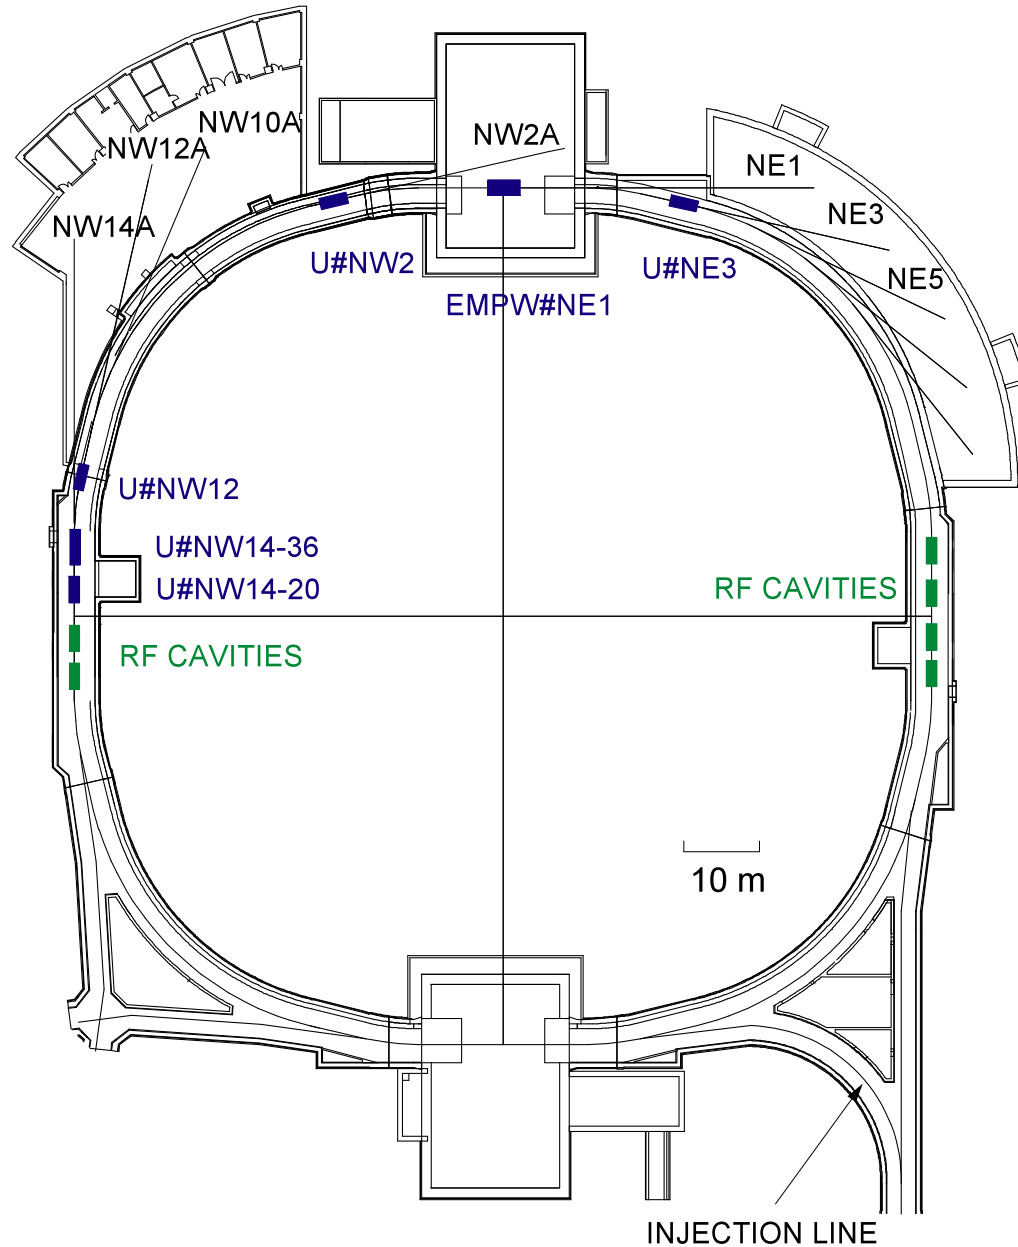 NW10A
NW2A
NW12A
NE1
NE3
NW14A
U#NW2
U#NE3
NE5
EMPW#NE1
U#NW12
U#NW14-36
U#NW14-20
RF CAVITIES
RF CAVITIES
10 m
INJECTION LINE